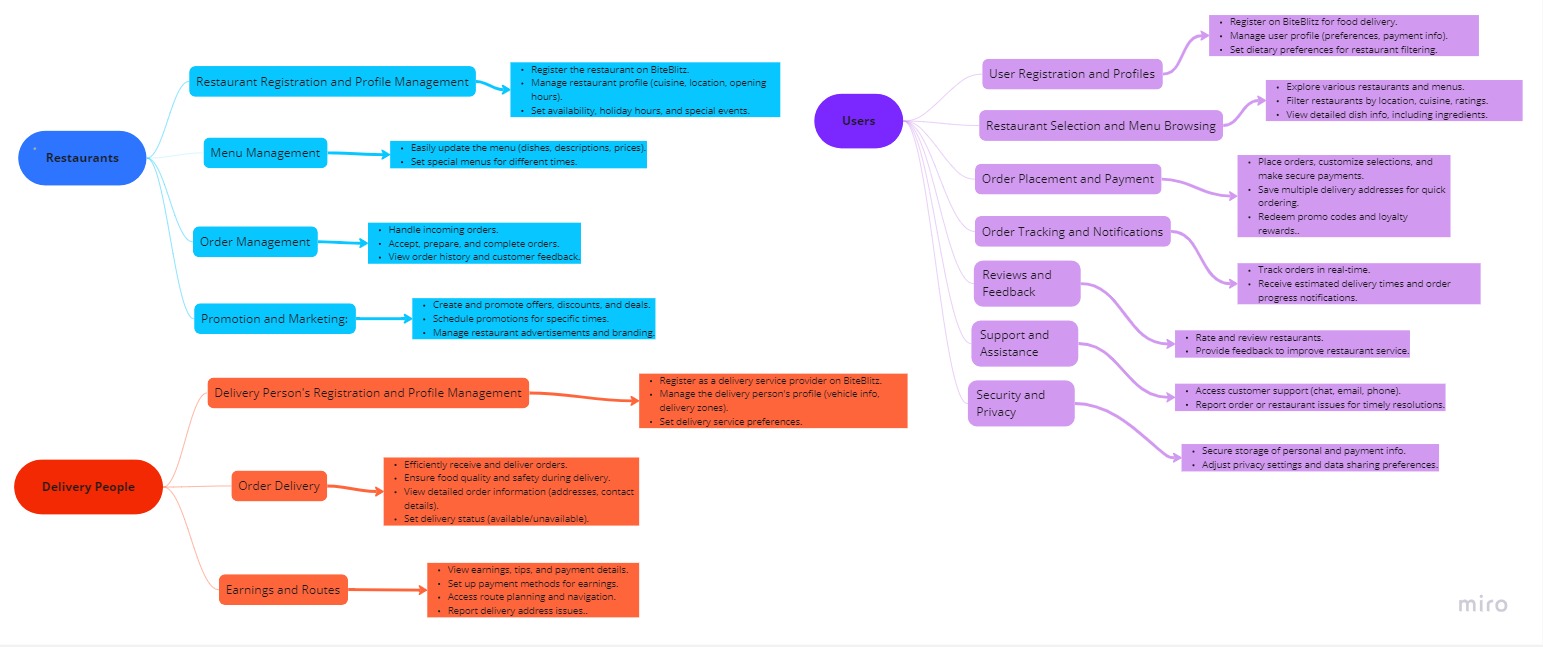 Restaurants
Restaurant Registration and Profile Management
• Register the restaurant on BiteBlitz.
• Manage restaurant profile (cuisine, location, opening
hours).
• Set availability, holiday hours, and special events.
Menu Management
• Easily update the menu (dishes, descriptions, prices).
• Set special menus for different times.
Order Management
• Handle incoming orders.
• Accept, prepare, and complete orders.
• View order history and customer feedback.
Promotion and Marketing:
• Create and promote offers, discounts, and deals.
• Schedule promotions for specific times.
• Manage restaurant advertisements and branding.
Delivery People
Delivery Person's Registration and Profile Management
• Register as a delivery service provider on BiteBlitz.
• Manage the delivery person's profile (vehicle info,
delivery zones).
• Set delivery service preferences.
Order Delivery
• Efficiently receive and deliver orders.
• Ensure food quality and safety during delivery.
• View detailed order information (addresses, contact
details).
• Set delivery status (available/unavailable).
Earnings and Routes
• View earnings, tips, and payment details.
• Set up payment methods for earnings.
• Access route planning and navigation.
• Report delivery address issues..
Users
User Registration and Profiles
• Register on BiteBlitz for food delivery.
• Manage user profile (preferences, payment info).
• Set dietary preferences for restaurant filtering.
Restaurant Selection and Menu Browsing
• Explore various restaurants and menus.
• Filter restaurants by location, cuisine, ratings.
• View detailed dish info, including ingredients.
Order Placement and Payment
• Place orders, customize selections, and
make secure payments.
• Save multiple delivery addresses for quick
ordering.
• Redeem promo codes and loyalty
rewards..
Order Tracking and Notifications
• Track orders in real-time.
• Receive estimated delivery times and order
progress notifications.
Reviews and
Feedback
• Rate and review restaurants.
• Provide feedback to improve restaurant service.
Support and
Assistance
• Access customer support (chat, email, phone).
• Report order or restaurant issues for timely resolutions.
Security and
Privacy
• Secure storage of personal and payment info.
• Adjust privacy settings and data sharing preferences.
miro